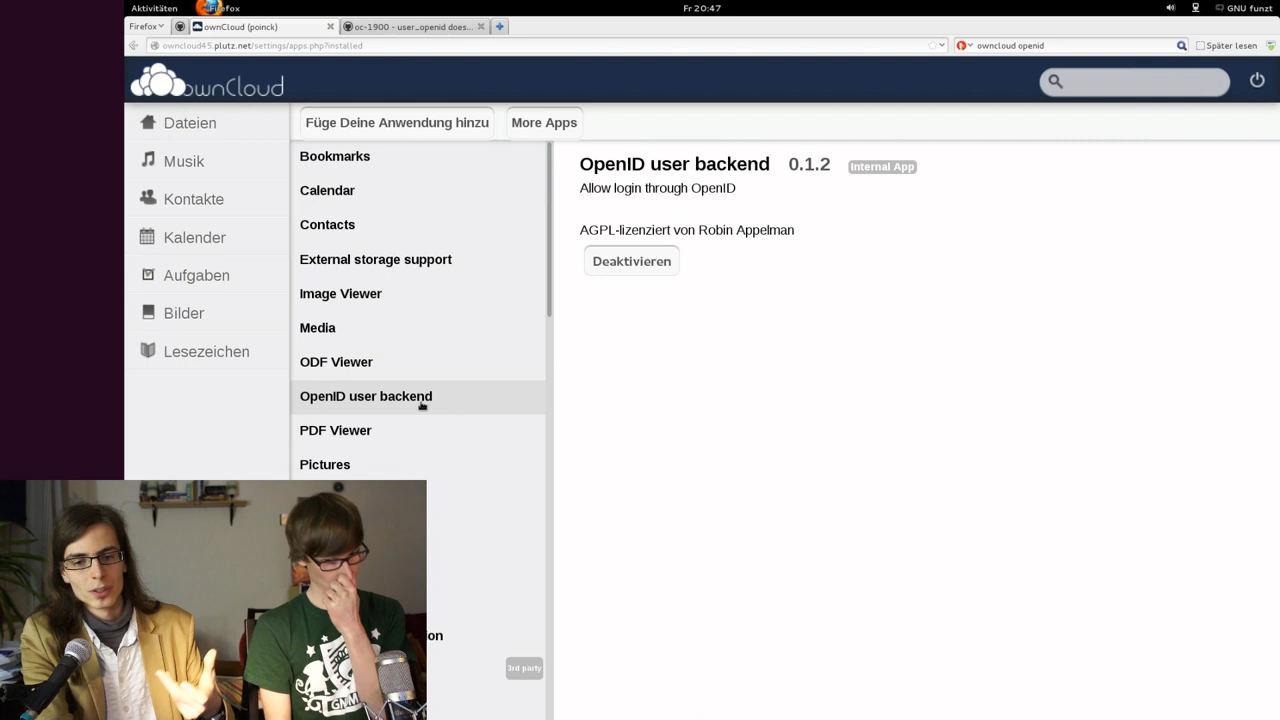 Aktivitäten
Firefox
Fr 20:47
GNU funzt
Firefox
ownCloud (poinck)
oc-1900 - user_openid does...
owncloud45.plutz.net/settings/apps.php?installed
owncloud openid
Später lesen
ownCloud
Füge Deine Anwendung hinzu
More Apps
Dateien
Musik
Kontakte
Kalender
Aufgaben
Bilder
Lesezeichen
Bookmarks
Calendar
Contacts
External storage support
Image Viewer
Media
ODF Viewer
OpenID user backend
PDF Viewer
Pictures
on
3rd party
OpenID user backend 0.1.2 Internal App
Allow login through OpenID
AGPL-lizenziert von Robin Appelman
Deaktivieren